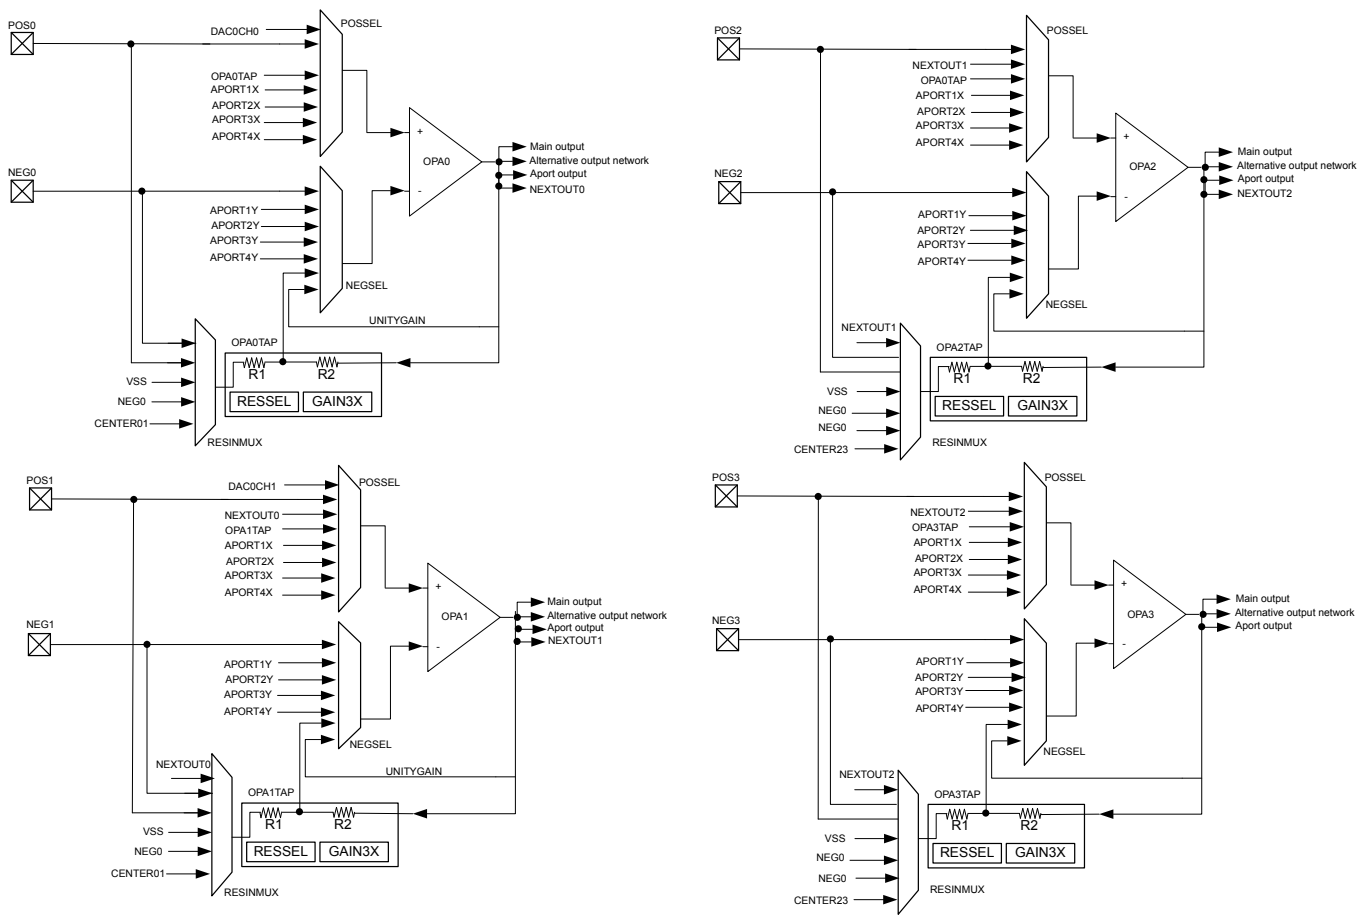 POS0
DAC0CH0
POSSEL
OPA0TAP
APORT1X
APORT2X
APORT3X
APORT4X
+
OPA0
-
Main output
Alternative output network
Aport output
NEXTOUT0
NEG0
APORT1Y
APORT2Y
APORT3Y
APORT4Y
NEGSEL
UNITYGAIN
OPA0TAP
R1
R2
RESSEL
GAIN3X
VSS
NEG0
CENTER01
RESINMUX
POS2
POSSEL
NEXTOUT1
OPA0TAP
APORT1X
APORT2X
APORT3X
APORT4X
+
OPA2
-
Main output
Alternative output network
Aport output
NEXTOUT2
NEG2
APORT1Y
APORT2Y
APORT3Y
APORT4Y
NEGSEL
NEXTOUT1
OPA2TAP
R1
R2
RESSEL
GAIN3X
VSS
NEG0
NEG0
CENTER23
RESINMUX
POS1
DAC0CH1
POSSEL
NEXTOUT0
OPA1TAP
APORT1X
APORT2X
APORT3X
APORT4X
+
OPA1
-
Main output
Alternative output network
Aport output
NEXTOUT1
NEG1
APORT1Y
APORT2Y
APORT3Y
APORT4Y
NEGSEL
UNITYGAIN
NEXTOUT0
OPA1TAP
R1
R2
RESSEL
GAIN3X
VSS
NEG0
CENTER01
RESINMUX
POS3
POSSEL
NEXTOUT2
OPA3TAP
APORT1X
APORT2X
APORT3X
APORT4X
+
OPA3
-
Main output
Alternative output network
Aport output
NEG3
APORT1Y
APORT2Y
APORT3Y
APORT4Y
NEGSEL
NEXTOUT2
OPA3TAP
R1
R2
RESSEL
GAIN3X
VSS
NEG0
NEG0
CENTER23
RESINMUX